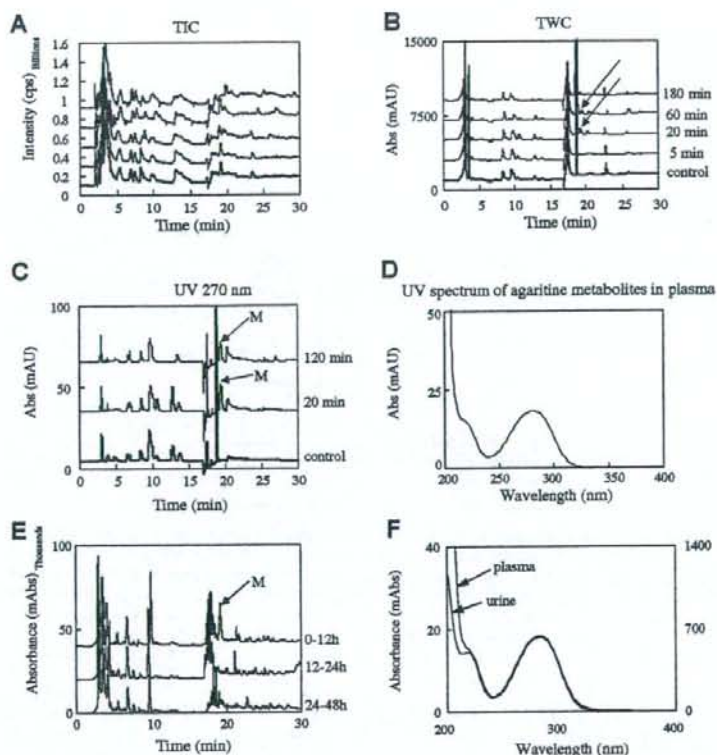 A
TIC
Intensity (cps)
Billions
1.6
1.4
1.2
1
0.8
0.6
0.4
0.2
0 5 10 15 20 25 30
Time (min)
B
TWC
Abs (mAU)
15000
7500
0
180 min
60 min
20 min
5 min
control
0 5 10 15 20 25 30
Time (min)
C
UV 270 nm
Abs (mAU)
100
50
0
M
120 min
M
20 min
control
0 5 10 15 20 25 30
Time (min)
D
UV spectrum of agaritine metabolites in plasma
Abs (mAU)
50
25
0
200 250 300 350 400
Wavelength (nm)
E
Absorbance (mAbs)
Thousands
100
50
0
M
0-12h
12-24h
24-48h
0 10 20 30
Time (min)
F
Absorbance (mAbs)
40
20
0
plasma
urine
1400
700
0
200 300 400
Wavelength (nm)